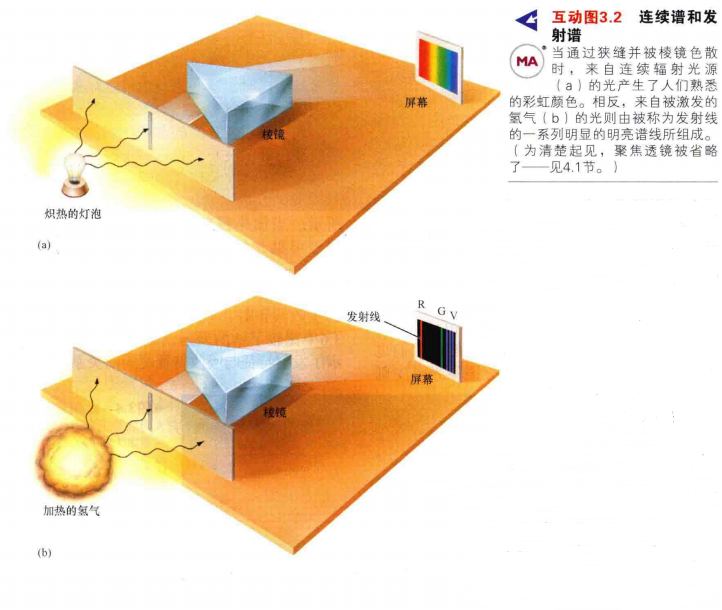 互动图3.2 连续谱和发
射谱
MA
当通过狭缝并被棱镜色散
时，来自连续辐射光源
（a）的光产生了人们熟悉
的彩虹颜色。相反，来自被激发的
氢气（b）的光则由被称为发射线
的一系列明显的明亮谱线所组成。
（为清楚起见，聚焦透镜被省略
了——见4.1节。）
屏幕
棱镜
炽热的灯泡
(a)
R G V
发射线
屏幕
棱镜
加热的氢气
(b)